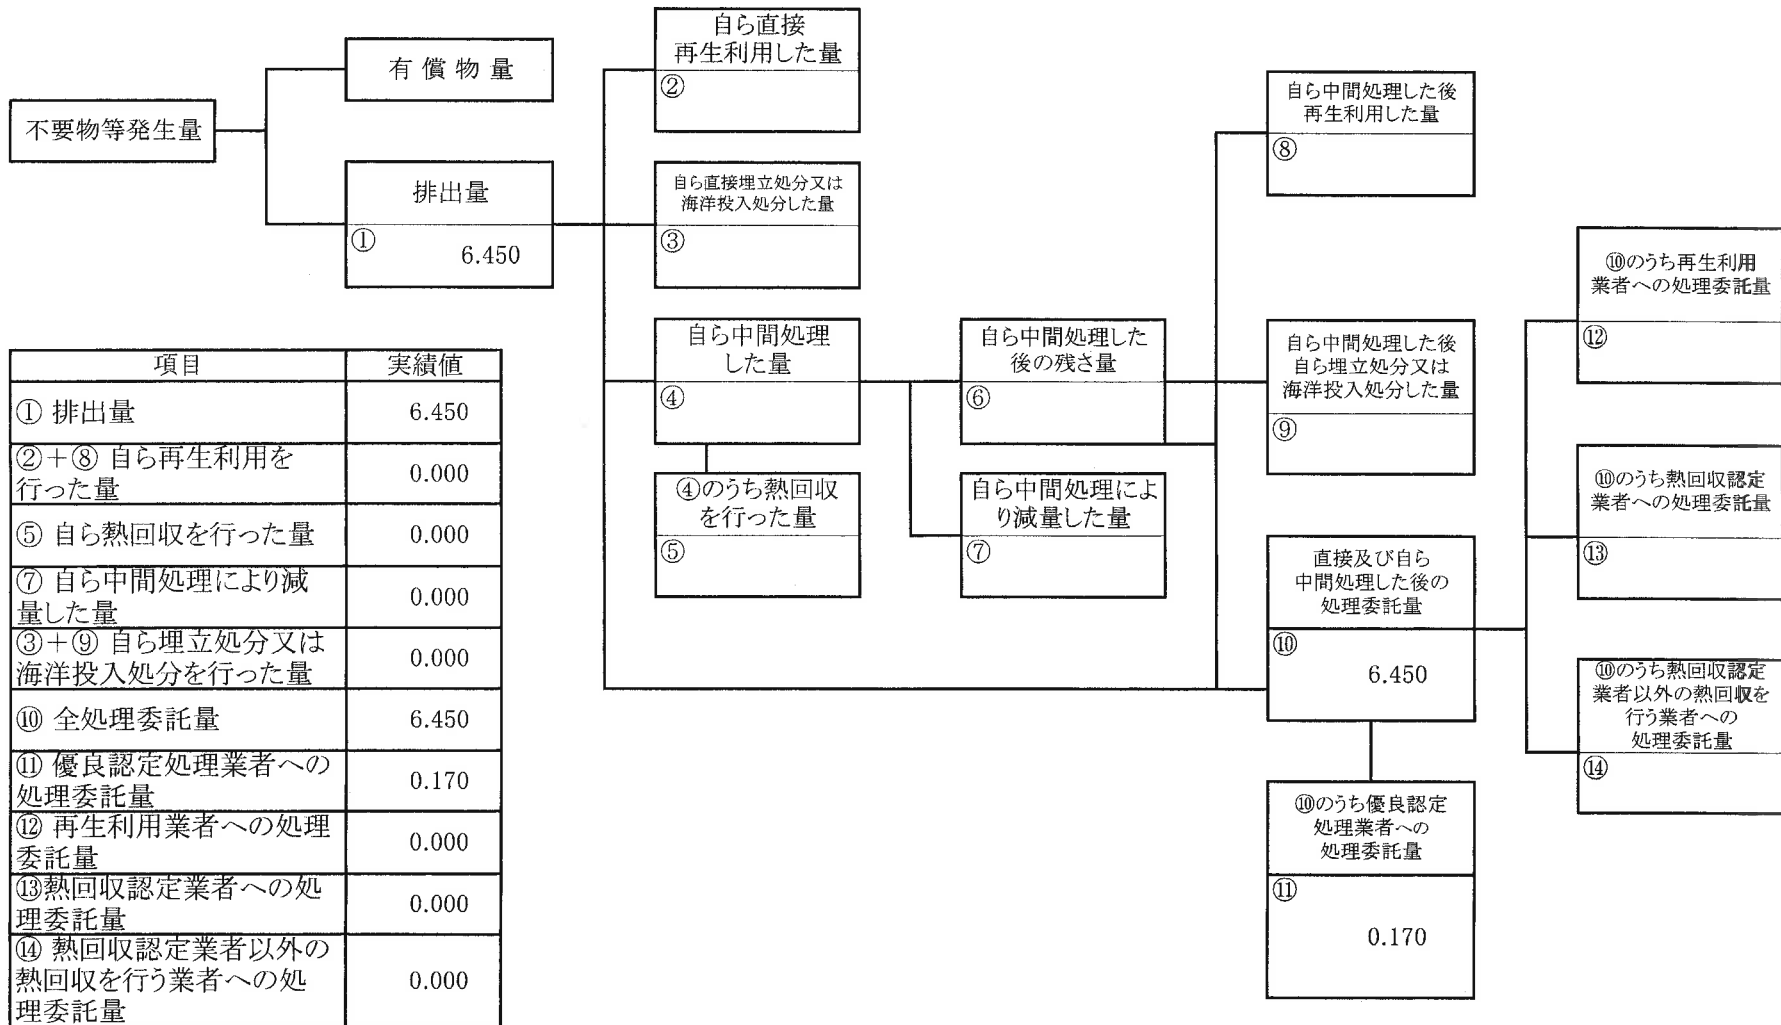 不要物等発生量
有償物量
排出量
①
6.450
自ら直接
再生利用した量
②
自ら直接埋立処分又は
海洋投入処分した量
③
自ら中間処理
した量
④
④のうち熱回収
を行った量
⑤
自ら中間処理した
後の残さ量
⑥
自ら中間処理によ
り減量した量
⑦
自ら中間処理した後
再生利用した量
⑧
自ら中間処理した後
自ら埋立処分又は
海洋投入処分した量
⑨
直接及び自ら
中間処理した後の
処理委託量
⑩
6.450
⑩のうち優良認定
処理業者への
処理委託量
⑪
0.170
⑩のうち再生利用
業者への処理委託量
⑫
⑩のうち熱回収認定
業者への処理委託量
⑬
⑩のうち熱回収認定
業者以外の熱回収を
行う業者への
処理委託量
⑭
項目 実績値
① 排出量 6.450
②+⑧ 自ら再生利用を
行った量 0.000
⑤ 自ら熱回収を行った量 0.000
⑦ 自ら中間処理により減
量した量 0.000
③+⑨ 自ら埋立処分又は
海洋投入処分を行った量 0.000
⑩ 全処理委託量 6.450
⑪ 優良認定処理業者への
処理委託量 0.170
⑫ 再生利用業者への処理
委託量 0.000
⑬熱回収認定業者への処
理委託量 0.000
⑭ 熱回収認定業者以外の
熱回収を行う業者への処
理委託量 0.000